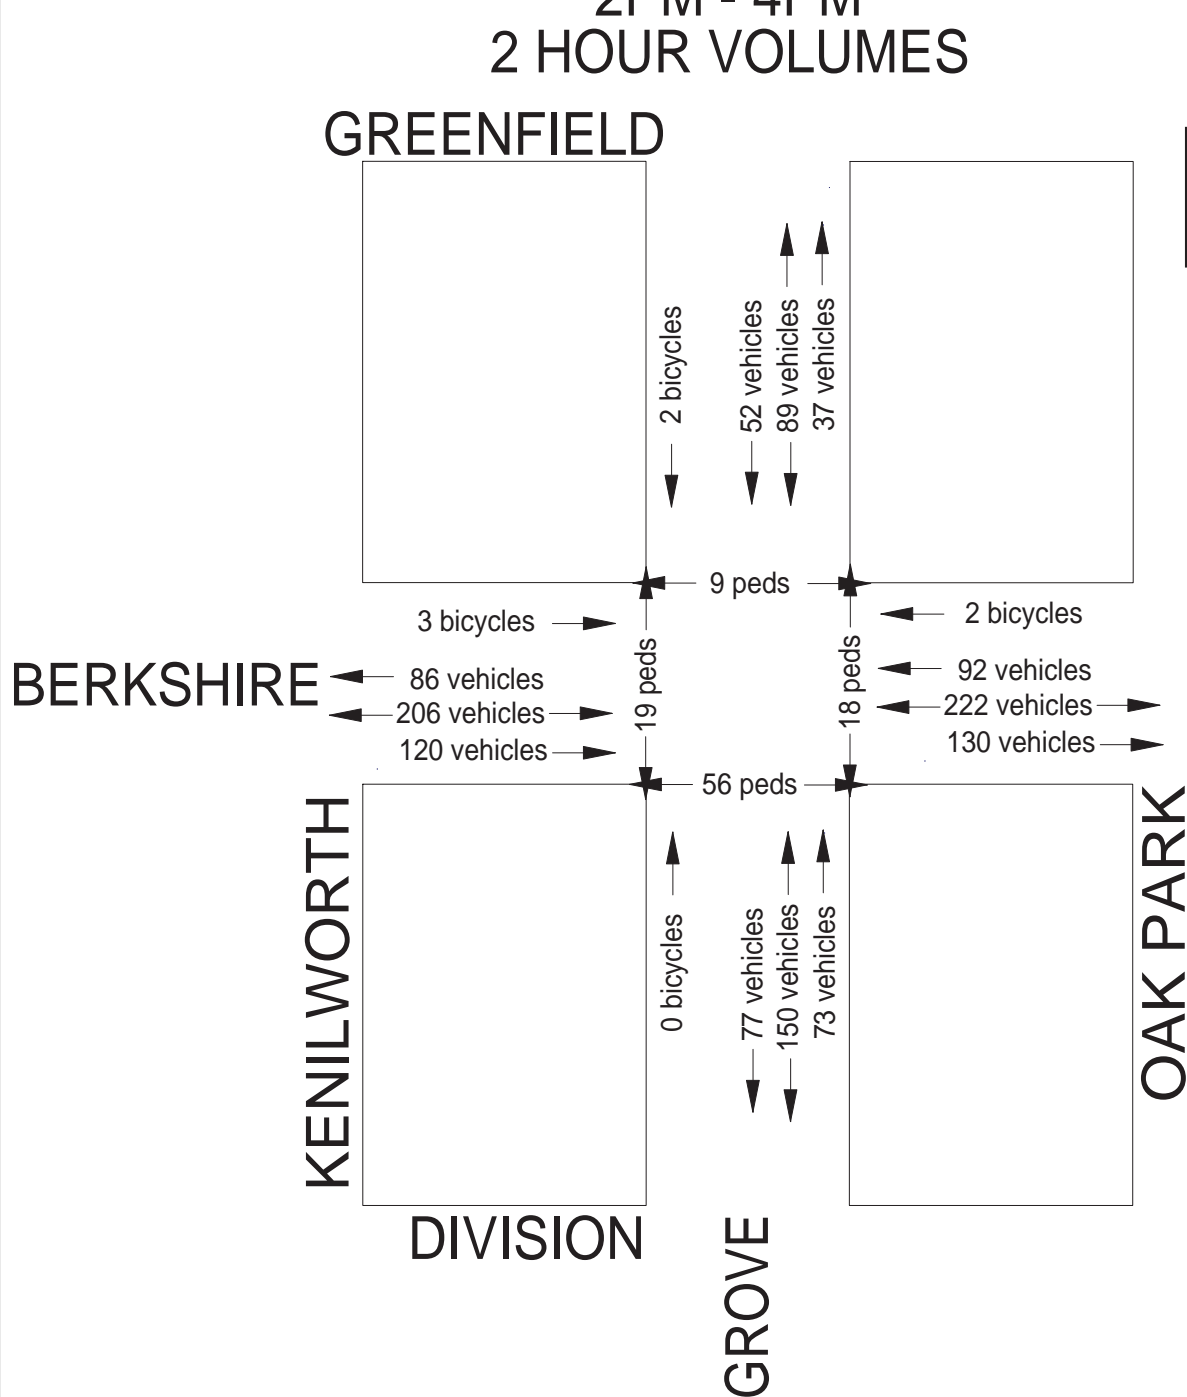 2PM - 4PM
2 HOUR VOLUMES
GREENFIELD
2 bicycles
52 vehicles
89 vehicles
37 vehicles
9 peds
3 bicycles
2 bicycles
BERKSHIRE
86 vehicles
206 vehicles
120 vehicles
19 peds
18 peds
92 vehicles
222 vehicles
130 vehicles
56 peds
KENILWORTH
0 bicycles
77 vehicles
150 vehicles
73 vehicles
OAK PARK
DIVISION
GROVE